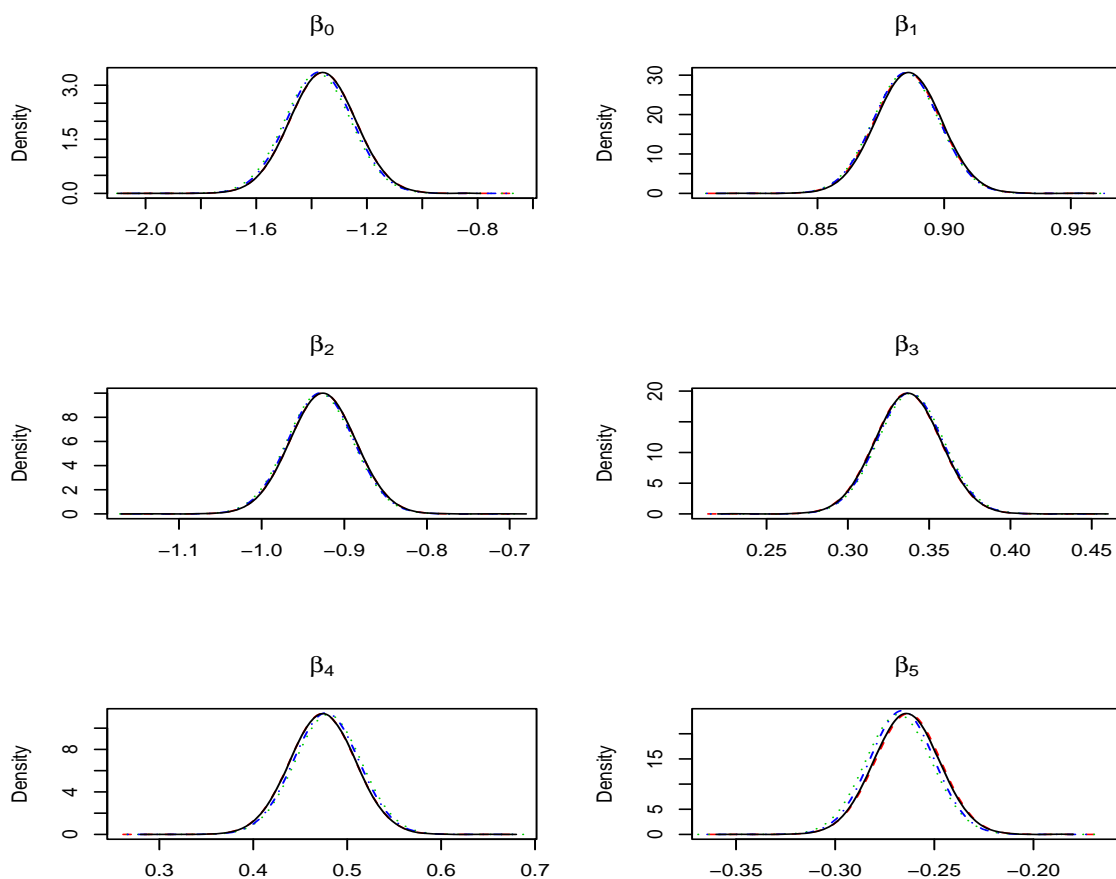 β0
β1
Density
0.0 1.5 3.0
−2.0 −1.6 −1.2 −0.8
Density
0 10 20 30
0.85 0.90 0.95
β2
β3
Density
0 2 4 6 8
−1.1 −1.0 −0.9 −0.8 −0.7
Density
0 5 10 20
0.25 0.30 0.35 0.40 0.45
β4
β5
Density
0 4 8
0.3 0.4 0.5 0.6 0.7
Density
0 5 15
−0.35 −0.30 −0.25 −0.20